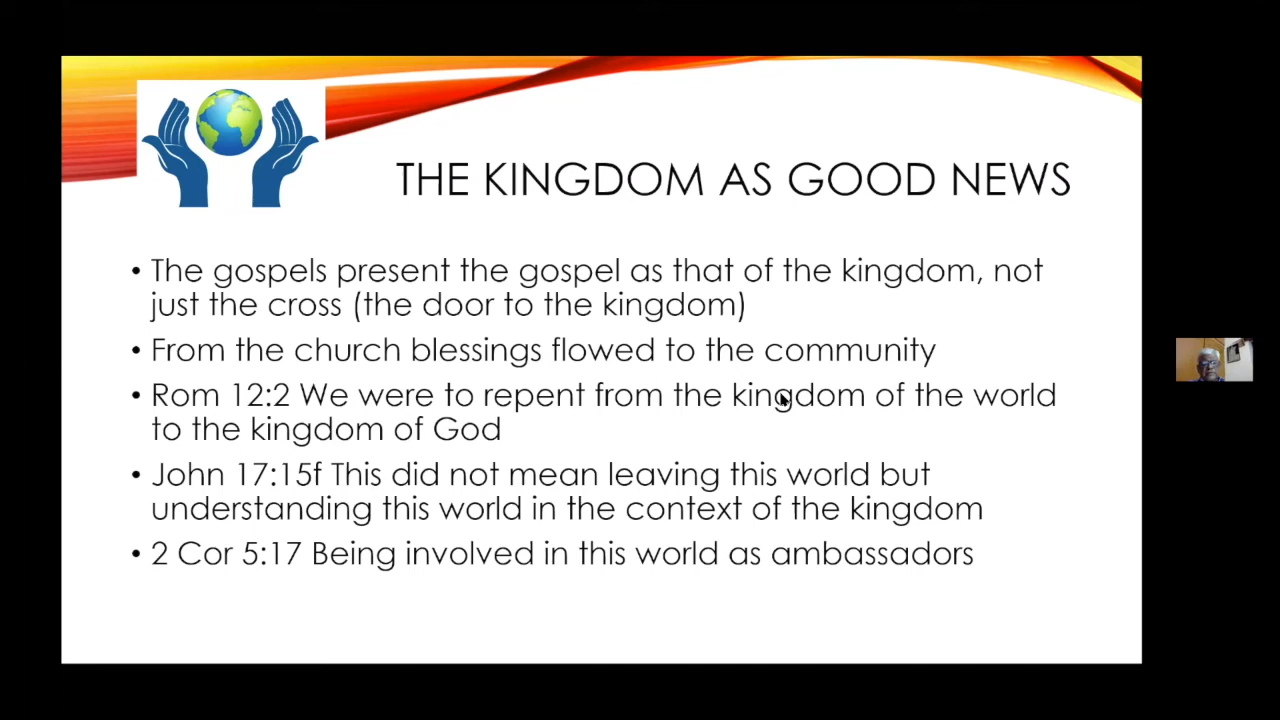 THE KINGDOM AS GOOD NEWS
• The gospels present the gospel as that of the kingdom, not
just the cross (the door to the kingdom)
• From the church blessings flowed to the community
• Rom 12:2 We were to repent from the kingdom of the world
to the kingdom of God
• John 17:15f This did not mean leaving this world but
understanding this world in the context of the kingdom
• 2 Cor 5:17 Being involved in this world as ambassadors